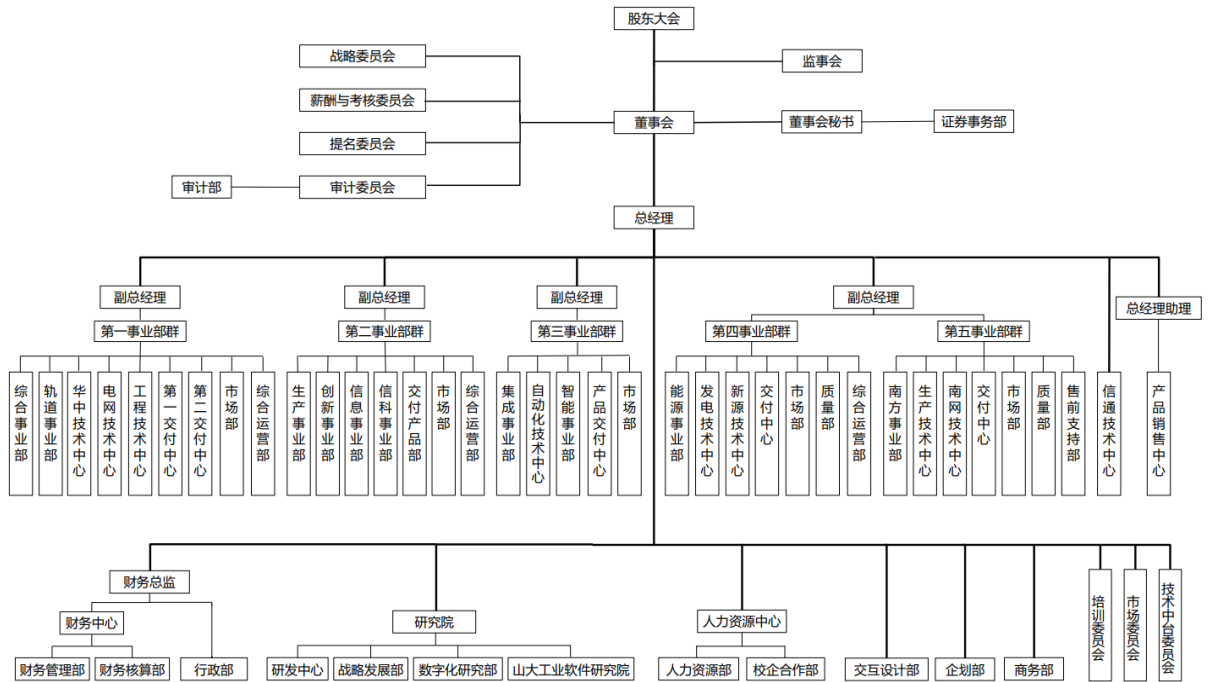 股东大会
战略委员会
监事会
薪酬与考核委员会
董事会
董事会秘书
证券事务部
提名委员会
审计部
审计委员会
总经理
副总经理
副总经理
副总经理
副总经理
总经理助理
第一事业部群
第二事业部群
第三事业部群
第四事业部群
第五事业部群
综合事业部
轨道事业部
华中技术中心
电网技术中心
工程技术中心
第一交付中心
第二交付中心
市场部
综合运营部
生产事业部
创新事业部
信息事业部
信科事业部
交付产品部
市场部
综合运营部
集成事业部
自动化技术中心
智能事业部
产品交付中心
市场部
能源事业部
发电技术中心
新源技术中心
交付中心
市场部
质量部
综合运营部
南方事业部
生产技术中心
南网技术中心
交付中心
市场部
质量部
售前支持部
信通技术中心
产品销售中心
财务总监
财务中心
研究院
人力资源中心
培训委员会
市场委员会
技术中台委员会
财务管理部
财务核算部
行政部
研发中心
战略发展部
数字化研究部
山大工业软件研究院
人力资源部
校企合作部
交互设计部
企划部
商务部